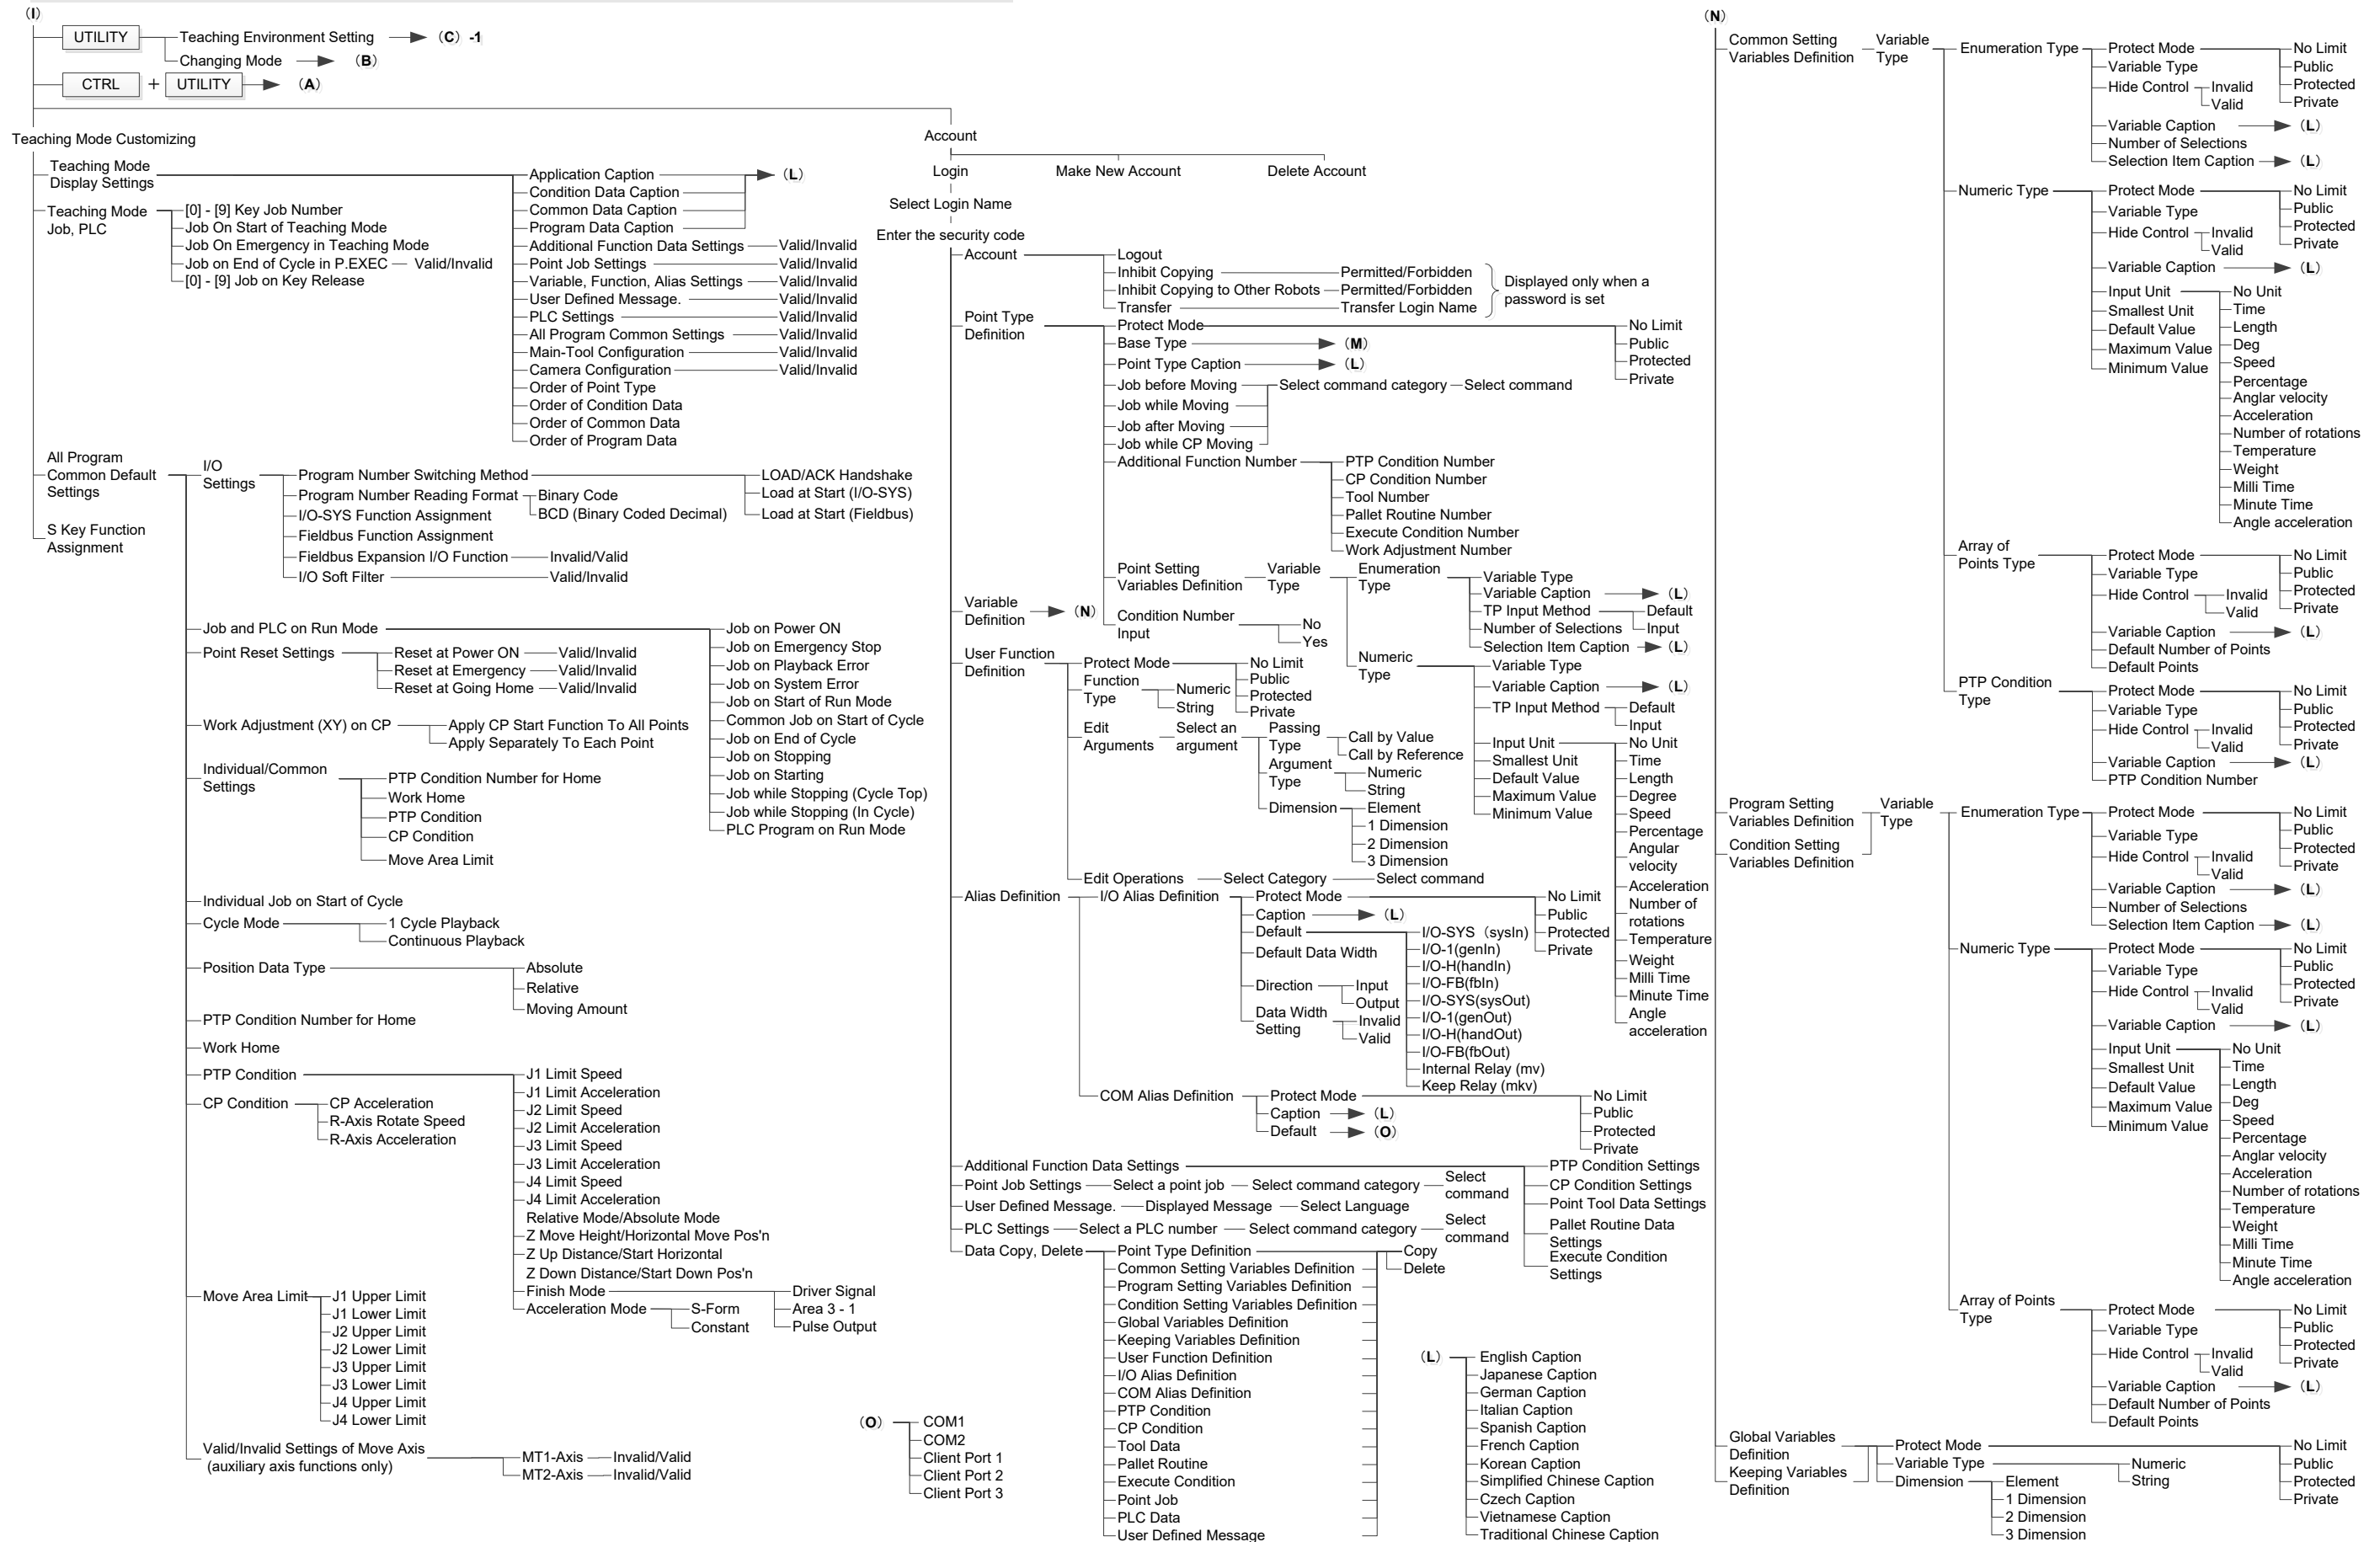 (I)
UTILITY
Teaching Environment Setting
(C) -1
Changing Mode
(B)
CTRL + UTILITY
(A)
Teaching Mode Customizing
Teaching Mode
Display Settings
Application Caption
(L)
Condition Data Caption
Common Data Caption
Program Data Caption
Additional Function Data Settings
Valid/Invalid
Point Job Settings
Valid/Invalid
Variable, Function, Alias Settings
Valid/Invalid
User Defined Message.
Valid/Invalid
PLC Settings
Valid/Invalid
All Program Common Settings
Valid/Invalid
Main-Tool Configuration
Valid/Invalid
Camera Configuration
Valid/Invalid
Order of Point Type
Order of Condition Data
Order of Common Data
Order of Program Data
Teaching Mode
Job, PLC
[0] - [9] Key Job Number
Job On Start of Teaching Mode
Job On Emergency in Teaching Mode
Job on End of Cycle in P.EXEC
Valid/Invalid
[0] - [9] Job on Key Release
All Program
Common Default
Settings
I/O
Settings
Program Number Switching Method
LOAD/ACK Handshake
Load at Start (I/O-SYS)
Load at Start (Fieldbus)
Program Number Reading Format
Binary Code
BCD (Binary Coded Decimal)
I/O-SYS Function Assignment
Fieldbus Function Assignment
Fieldbus Expansion I/O Function
Invalid/Valid
I/O Soft Filter
Valid/Invalid
S Key Function
Assignment
Job and PLC on Run Mode
Job on Power ON
Job on Emergency Stop
Job on Playback Error
Job on System Error
Job on Start of Run Mode
Common Job on Start of Cycle
Job on End of Cycle
Job on Stopping
Job on Starting
Job while Stopping (Cycle Top)
Job while Stopping (In Cycle)
PLC Program on Run Mode
Point Reset Settings
Reset at Power ON
Valid/Invalid
Reset at Emergency
Valid/Invalid
Reset at Going Home
Valid/Invalid
Work Adjustment (XY) on CP
Apply CP Start Function To All Points
Apply Separately To Each Point
Individual/Common
Settings
PTP Condition Number for Home
Work Home
PTP Condition
CP Condition
Move Area Limit
Individual Job on Start of Cycle
Cycle Mode
1 Cycle Playback
Continuous Playback
Position Data Type
Absolute
Relative
Moving Amount
PTP Condition Number for Home
Work Home
PTP Condition
J1 Limit Speed
J1 Limit Acceleration
J2 Limit Speed
J2 Limit Acceleration
J3 Limit Speed
J3 Limit Acceleration
J4 Limit Speed
J4 Limit Acceleration
Relative Mode/Absolute Mode
Z Move Height/Horizontal Move Pos'n
Z Up Distance/Start Horizontal
Z Down Distance/Start Down Pos'n
Finish Mode
Driver Signal
Area 3 - 1
Pulse Output
Acceleration Mode
S-Form
Constant
CP Condition
CP Acceleration
R-Axis Rotate Speed
R-Axis Acceleration
Move Area Limit
J1 Upper Limit
J1 Lower Limit
J2 Upper Limit
J2 Lower Limit
J3 Upper Limit
J3 Lower Limit
J4 Upper Limit
J4 Lower Limit
Valid/Invalid Settings of Move Axis
(auxiliary axis functions only)
MT1-Axis
Invalid/Valid
MT2-Axis
Invalid/Valid
Account
Login
Make New Account
Delete Account
Select Login Name
Enter the security code
Account
Logout
Inhibit Copying
Permitted/Forbidden
Inhibit Copying to Other Robots
Permitted/Forbidden
Transfer
Transfer Login Name
Displayed only when a
password is set
Point Type
Definition
Protect Mode
No Limit
Public
Protected
Private
Base Type
(M)
Point Type Caption
(L)
Job before Moving
Select command category
Select command
Job while Moving
Job after Moving
Job while CP Moving
Additional Function Number
PTP Condition Number
CP Condition Number
Tool Number
Pallet Routine Number
Execute Condition Number
Work Adjustment Number
Point Setting
Variables Definition
Variable
Type
Enumeration
Type
Variable Type
Variable Caption
(L)
TP Input Method
Default
Input
Number of Selections
Selection Item Caption
(L)
Numeric
Type
Variable Type
Variable Caption
(L)
TP Input Method
Default
Input
Input Unit
Smallest Unit
Default Value
Maximum Value
Minimum Value
No Unit
Time
Length
Degree
Speed
Percentage
Angular
velocity
Acceleration
Number of
rotations
Temperature
Weight
Milli Time
Minute Time
Angle
acceleration
Condition Number
Input
No
Yes
Variable
Definition
(N)
User Function
Definition
Protect Mode
No Limit
Public
Protected
Private
Function
Type
Numeric
String
Edit
Arguments
Select an
argument
Passing
Type
Call by Value
Call by Reference
Argument
Type
Numeric
String
Dimension
Element
1 Dimension
2 Dimension
3 Dimension
Edit Operations
Select Category
Select command
Alias Definition
I/O Alias Definition
Protect Mode
No Limit
Public
Protected
Private
Caption
(L)
Default
I/O-SYS (sysIn)
I/O-1(genIn)
I/O-H(handIn)
I/O-FB(fbIn)
I/O-SYS(sysOut)
I/O-1(genOut)
I/O-H(handOut)
I/O-FB(fbOut)
Internal Relay (mv)
Keep Relay (mkv)
Default Data Width
Direction
Input
Output
Data Width
Setting
Invalid
Valid
COM Alias Definition
Protect Mode
No Limit
Public
Protected
Private
Caption
(L)
Default
(O)
Additional Function Data Settings
PTP Condition Settings
CP Condition Settings
Point Tool Data Settings
Pallet Routine Data
Settings
Execute Condition
Settings
Point Job Settings
Select a point job
Select command category
Select
command
User Defined Message.
Displayed Message
Select Language
PLC Settings
Select a PLC number
Select command category
Select
command
Data Copy, Delete
Point Type Definition
Common Setting Variables Definition
Program Setting Variables Definition
Condition Setting Variables Definition
Global Variables Definition
Keeping Variables Definition
User Function Definition
I/O Alias Definition
COM Alias Definition
PTP Condition
CP Condition
Tool Data
Pallet Routine
Execute Condition
Point Job
PLC Data
User Defined Message
Copy
Delete
(L)
English Caption
Japanese Caption
German Caption
Italian Caption
Spanish Caption
French Caption
Korean Caption
Simplified Chinese Caption
Czech Caption
Vietnamese Caption
Traditional Chinese Caption
(O)
COM1
COM2
Client Port 1
Client Port 2
Client Port 3
(N)
Common Setting
Variables Definition
Variable
Type
Enumeration Type
Protect Mode
No Limit
Public
Protected
Private
Variable Type
Hide Control
Invalid
Valid
Variable Caption
(L)
Number of Selections
Selection Item Caption
(L)
Numeric Type
Protect Mode
No Limit
Public
Protected
Private
Variable Type
Hide Control
Invalid
Valid
Variable Caption
(L)
Input Unit
Smallest Unit
Default Value
Maximum Value
Minimum Value
No Unit
Time
Length
Deg
Speed
Percentage
Anglar velocity
Acceleration
Number of rotations
Temperature
Weight
Milli Time
Minute Time
Angle acceleration
Array of
Points Type
Protect Mode
No Limit
Public
Protected
Private
Variable Type
Hide Control
Invalid
Valid
Variable Caption
(L)
Default Number of Points
Default Points
PTP Condition
Type
Protect Mode
No Limit
Public
Protected
Private
Variable Type
Hide Control
Invalid
Valid
Variable Caption
(L)
PTP Condition Number
Program Setting
Variables Definition
Condition Setting
Variables Definition
Variable
Type
Enumeration Type
Protect Mode
No Limit
Public
Protected
Private
Variable Type
Hide Control
Invalid
Valid
Variable Caption
(L)
Number of Selections
Selection Item Caption
(L)
Numeric Type
Protect Mode
No Limit
Public
Protected
Private
Variable Type
Hide Control
Invalid
Valid
Variable Caption
(L)
Input Unit
Smallest Unit
Default Value
Maximum Value
Minimum Value
No Unit
Time
Length
Deg
Speed
Percentage
Anglar velocity
Acceleration
Number of rotations
Temperature
Weight
Milli Time
Minute Time
Angle acceleration
Array of Points
Type
Protect Mode
No Limit
Public
Protected
Private
Variable Type
Hide Control
Invalid
Valid
Variable Caption
(L)
Default Number of Points
Default Points
Global Variables
Definition
Keeping Variables
Definition
Protect Mode
No Limit
Public
Protected
Private
Variable Type
Numeric
String
Dimension
Element
1 Dimension
2 Dimension
3 Dimension